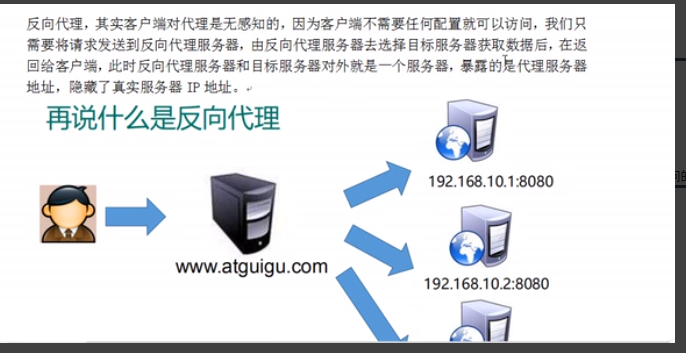 反向代理，其实客户端对代理是无感知的，因为客户端不需要任何配置就可以访问，我们只
需要将请求发送到反向代理服务器，由反向代理服务器去选择目标服务器获取数据后，在返
回给客户端，此时反向代理服务器和目标服务器对外就是一个服务器，暴露的是代理服务器
地址，隐藏了真实服务器 IP 地址。
再说什么是反向代理
192.168.10.1:8080
www.atguigu.com
192.168.10.2:8080